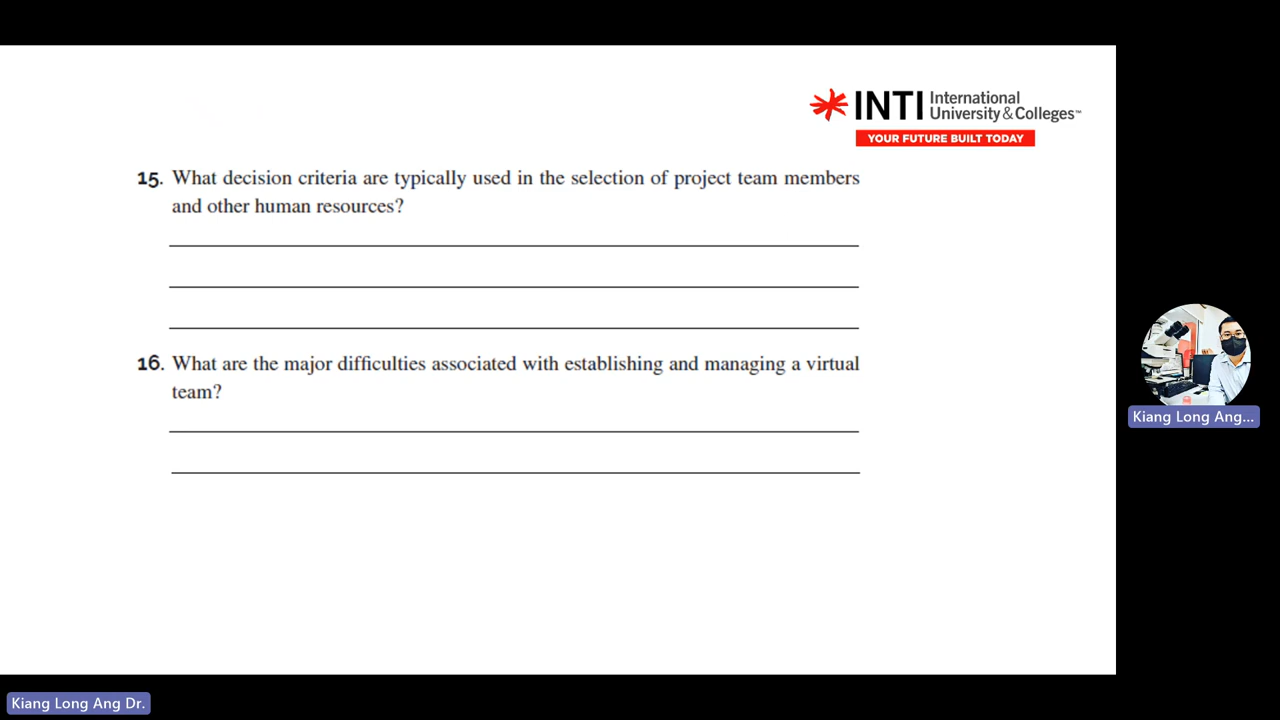 INTI International
University & Colleges™
YOUR FUTURE BUILT TODAY
15. What decision criteria are typically used in the selection of project team members
and other human resources?
16. What are the major difficulties associated with establishing and managing a virtual
team?
Kiang Long Ang...
Kiang Long Ang Dr.